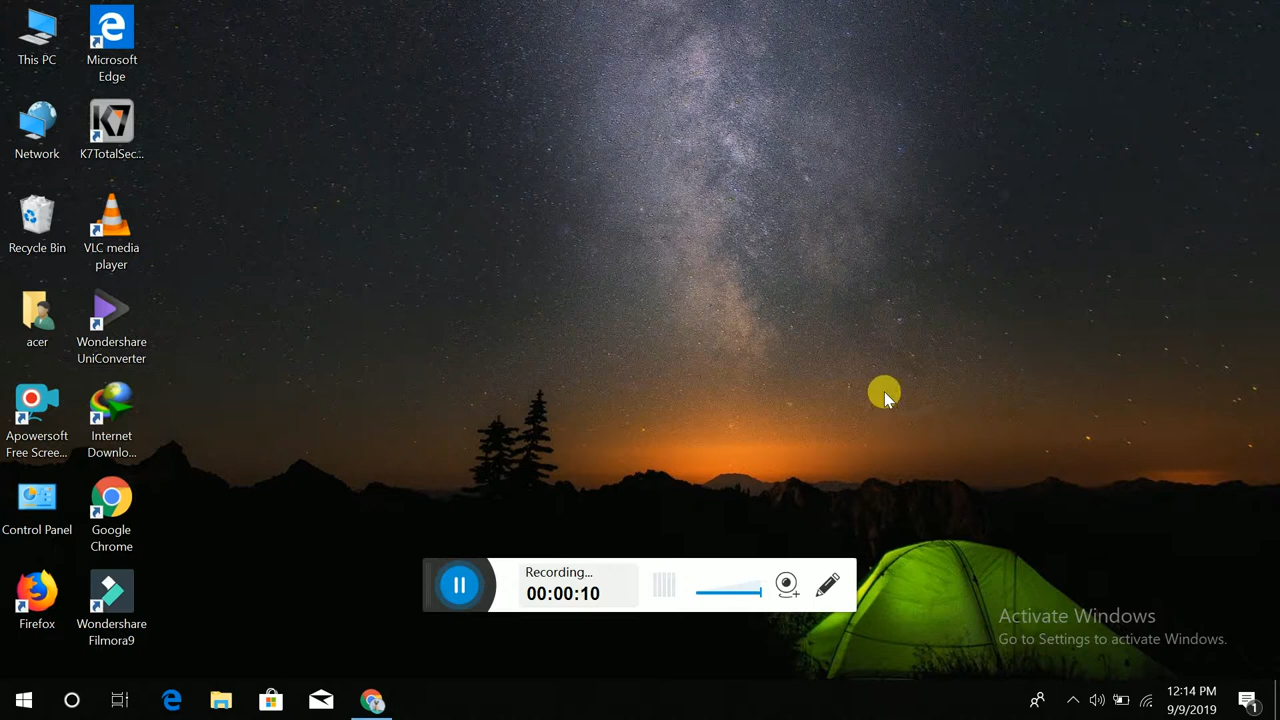 This PC
Microsoft
Edge
Network
K7TotalSec...
Recycle Bin
VLC media
player
acer
Wondershare
UniConverter
Apowersoft
Free Scree...
Internet
Downlo...
Control Panel
Google
Chrome
Firefox
Wondershare
Filmora9
Recording...
00:00:10
Activate Windows
Go to Settings to activate Windows.
12:14 PM
9/9/2019
1
K7